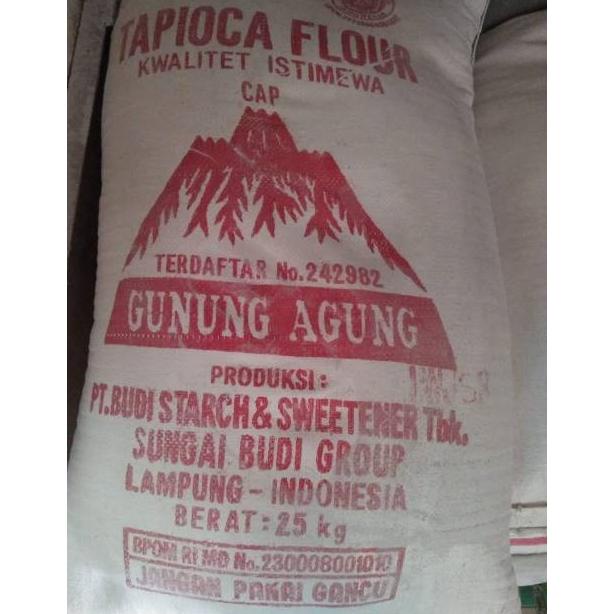 TAPIOCA FLOUR
KWALITET ISTIMEWA
CAP
TERDAFTAR No.242982
GUNUNG AGUNG
PRODUKSI:
PT.BUDI STARCH & SWEETENER Tbk.
SUNGAI BUDI GROUP
LAMPUNG - INDONESIA
BERAT: 25 kg
BPOM RI MD No. 230008001010
JANGAN PAKAI GANCU